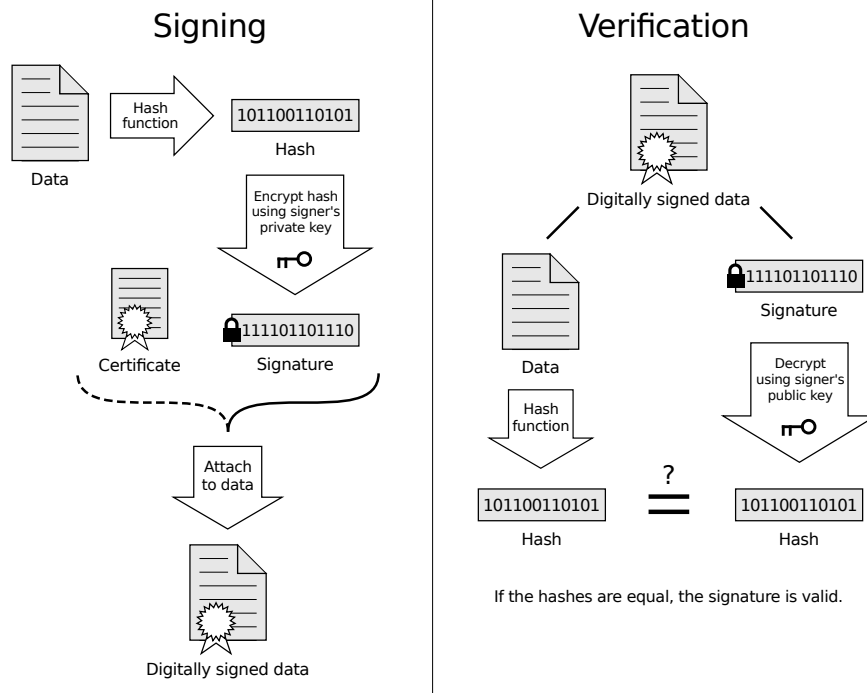 Signing
Hash
function
101100110101
Hash
Data
Encrypt hash
using signer's
private key
111101101110
Certificate
Signature
Attach
to data
Digitally signed data
Verification
Digitally signed data
111101101110
Signature
Data
Decrypt
using signer's
public key
Hash
function
?
101100110101
101100110101
Hash
Hash
If the hashes are equal, the signature is valid.